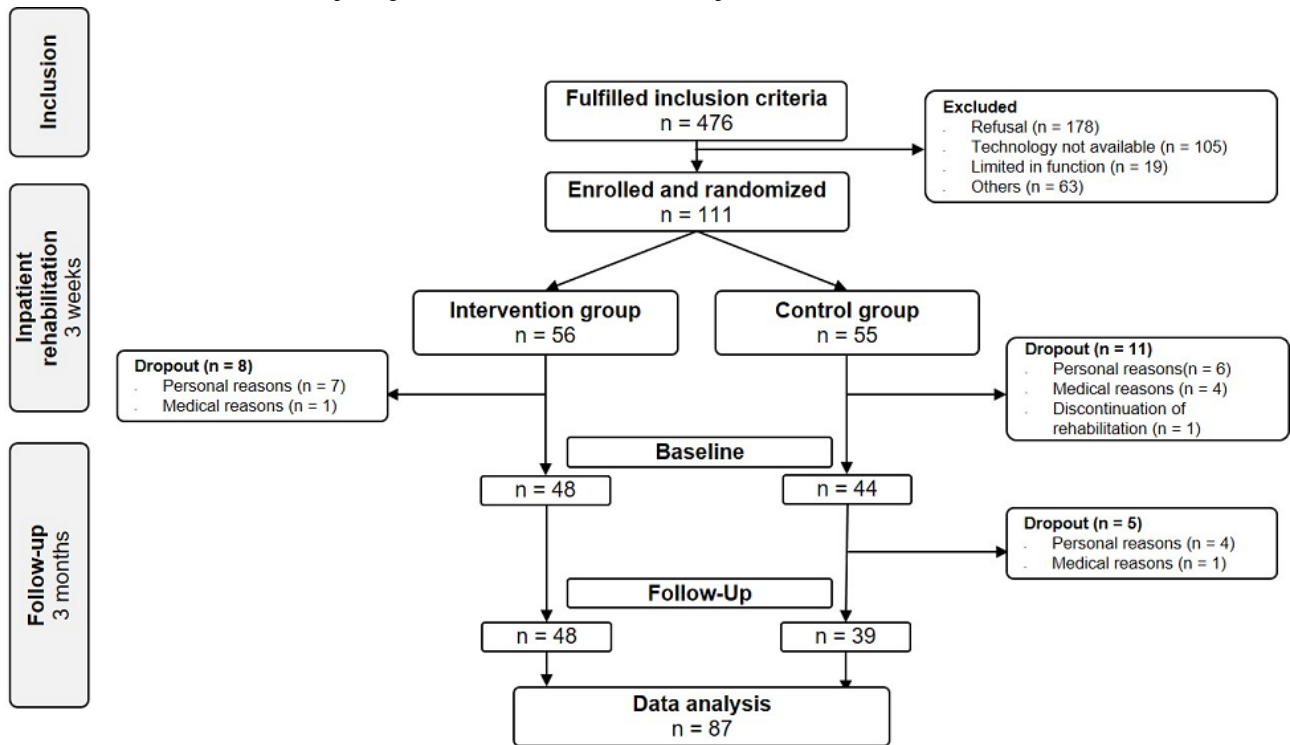 Inclusion
Fulfilled inclusion criteria
n = 476
Excluded
. Refusal (n = 178)
. Technology not available (n = 105)
. Limited in function (n = 19)
. Others (n = 63)
Enrolled and randomized
n = 111
Inpatient
rehabilitation
3 weeks
Intervention group
n = 56
Control group
n = 55
Dropout (n = 8)
. Personal reasons (n = 7)
. Medical reasons (n = 1)
Dropout (n = 11)
. Personal reasons(n = 6)
. Medical reasons (n = 4)
. Discontinuation of
rehabilitation (n = 1)
Baseline
n = 48
n = 44
Follow-up
3 months
Dropout (n = 5)
. Personal reasons (n = 4)
. Medical reasons (n = 1)
Follow-Up
n = 48
n = 39
Data analysis
n = 87